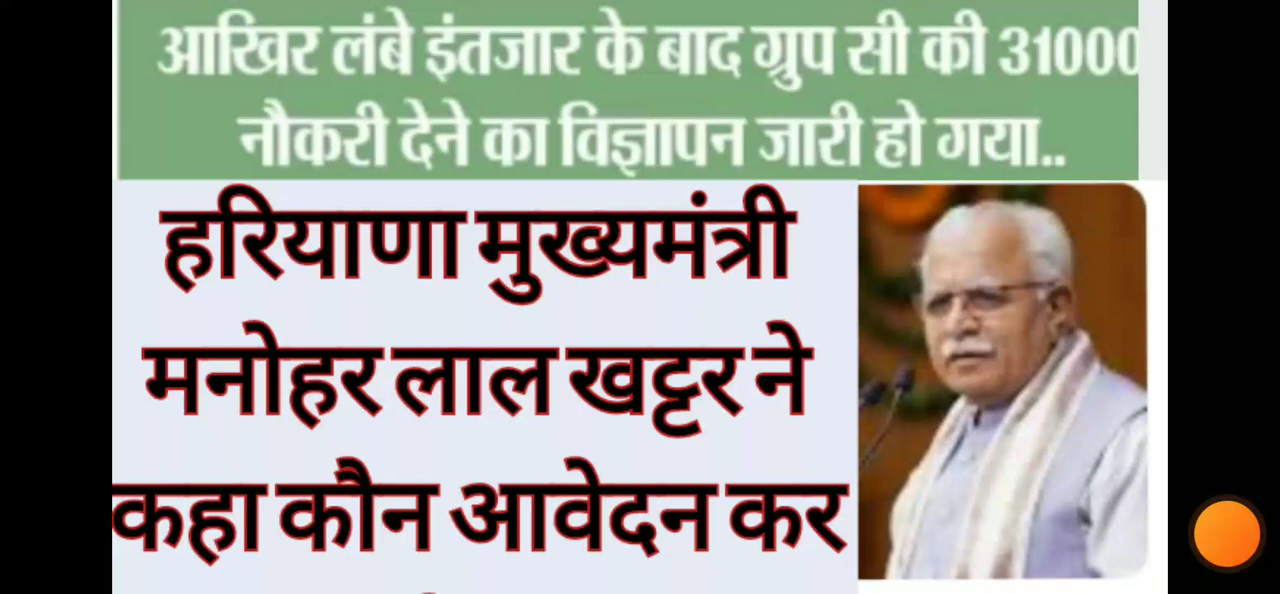 आखिर लंबे इंतजार के बाद ग्रुप सी की 31000
नौकरी देने का विज्ञापन जारी हो गया..
हरियाणा मुख्यमंत्री
मनोहर लाल खट्टर ने
कहा कौन आवेदन कर